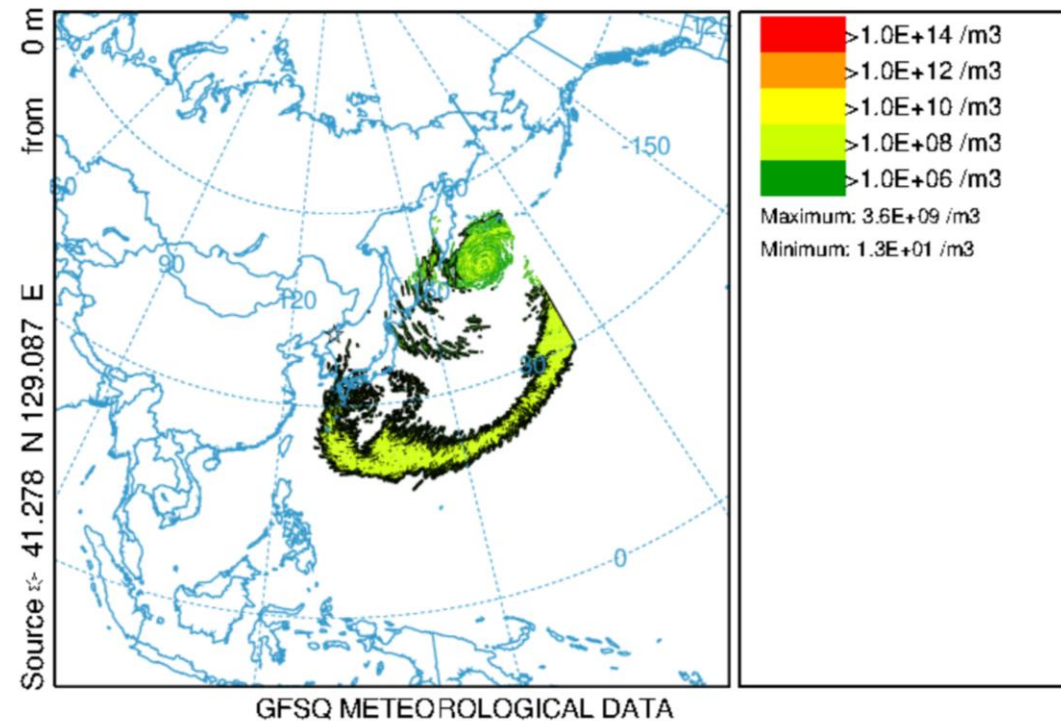 Source ☆ 41.278 N 129.087 E from 0 m
>1.0E+14 /m3
>1.0E+12 /m3
>1.0E+10 /m3
>1.0E+08 /m3
>1.0E+06 /m3
Maximum: 3.6E+09 /m3
Minimum: 1.3E+01 /m3
-120
-150
60
60
90
120
150
30
0
GFSQ METEOROLOGICAL DATA